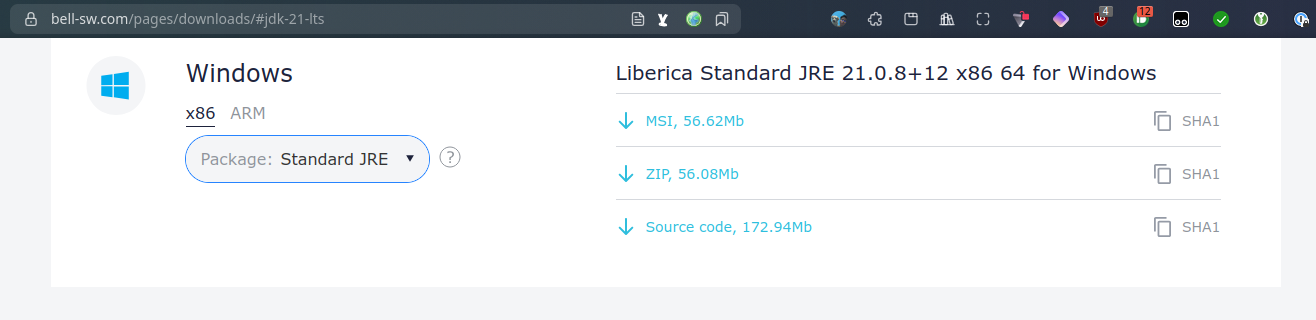 bell-sw.com/pages/downloads/#jdk-21-lts
4
12
Windows
x86 ARM
Package: Standard JRE
?
Liberica Standard JRE 21.0.8+12 x86 64 for Windows
MSI, 56.62Mb SHA1
ZIP, 56.08Mb SHA1
Source code, 172.94Mb SHA1